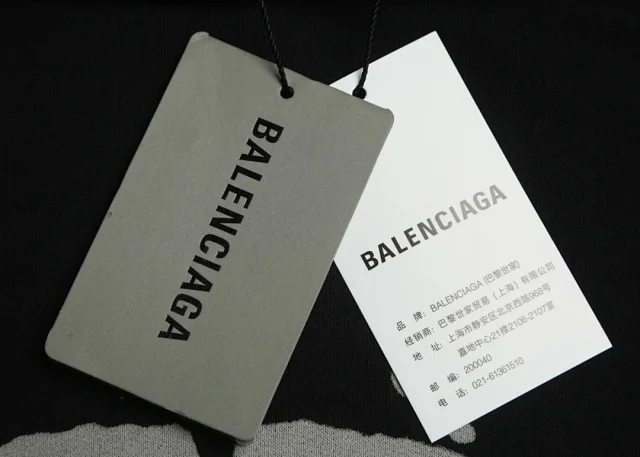 BALENCIAGA
BALENCIAGA
品 牌：BALENCIAGA (巴黎世家)
经销商：巴黎世家贸易（上海）有限公司
地 址：上海市静安区北京西路968号
嘉地中心21楼2106-2107室
邮 编：200040
电 话：021-61361510